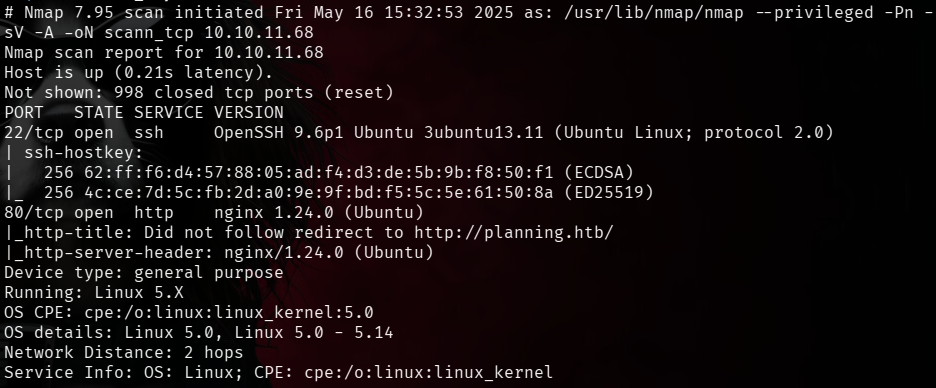 # Nmap 7.95 scan initiated Fri May 16 15:32:53 2025 as: /usr/lib/nmap/nmap --privileged -Pn -
sV -A -oN scann_tcp 10.10.11.68
Nmap scan report for 10.10.11.68
Host is up (0.21s latency).
Not shown: 998 closed tcp ports (reset)
PORT   STATE SERVICE VERSION
22/tcp open  ssh     OpenSSH 9.6p1 Ubuntu 3ubuntu13.11 (Ubuntu Linux; protocol 2.0)
| ssh-hostkey:
|   256 62:ff:f6:d4:57:88:05:ad:f4:d3:de:5b:9b:f8:50:f1 (ECDSA)
|_  256 4c:ce:7d:5c:fb:2d:a0:9e:9f:bd:f5:5c:5e:61:50:8a (ED25519)
80/tcp open  http    nginx 1.24.0 (Ubuntu)
|_http-title: Did not follow redirect to http://planning.htb/
|_http-server-header: nginx/1.24.0 (Ubuntu)
Device type: general purpose
Running: Linux 5.X
OS CPE: cpe:/o:linux:linux_kernel:5.0
OS details: Linux 5.0, Linux 5.0 - 5.14
Network Distance: 2 hops
Service Info: OS: Linux; CPE: cpe:/o:linux:linux_kernel